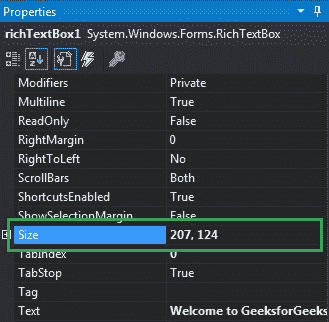 Properties
richTextBox1 System.Windows.Forms.RichTextBox
Modifiers Private
Multiline True
ReadOnly False
RightMargin 0
RightToLeft No
ScrollBars Both
ShortcutsEnabled True
ShowSelectionMargin False
Size 207, 124
TabIndex 0
TabStop True
Tag
Text Welcome to GeeksforGeeks